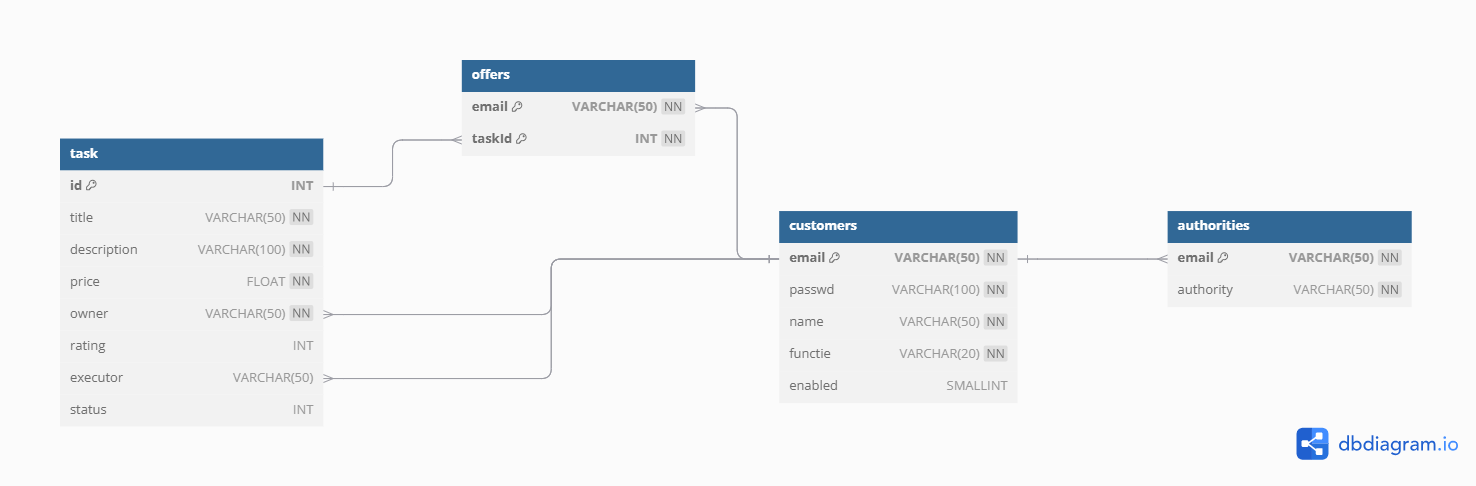 offers
email VARCHAR(50) NN
taskId INT NN
task
id INT
title VARCHAR(50) NN
description VARCHAR(100) NN
price FLOAT NN
owner VARCHAR(50) NN
rating INT
executor VARCHAR(50)
status INT
customers
email VARCHAR(50) NN
passwd VARCHAR(100) NN
name VARCHAR(50) NN
functie VARCHAR(20) NN
enabled SMALLINT
authorities
email VARCHAR(50) NN
authority VARCHAR(50) NN
dbdiagram.io